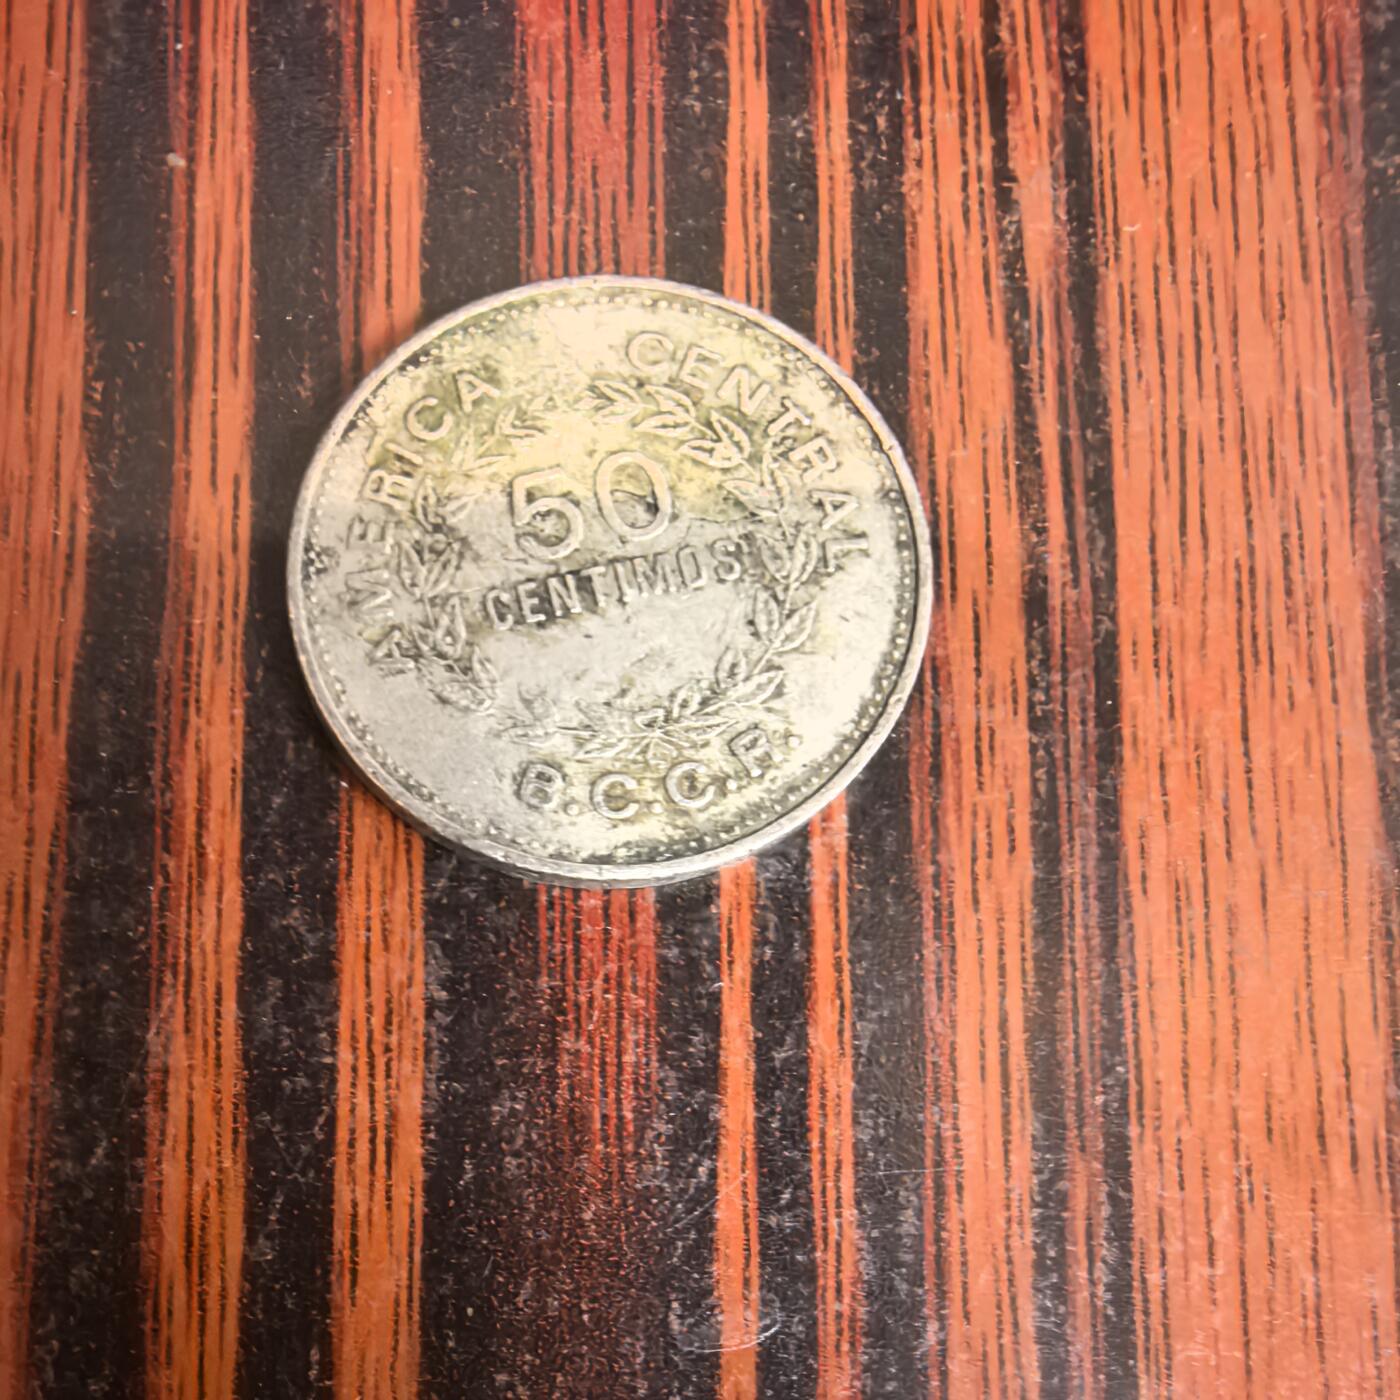 AMERICA CENTRAL
50
CENTIMOS
B.C.C.R.